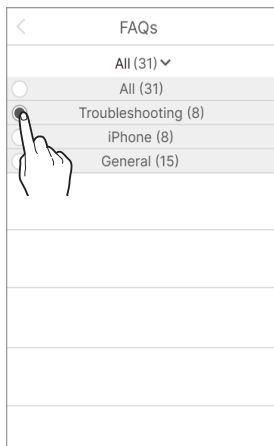 FAQs
All (31)
All (31)
Troubleshooting (8)
iPhone (8)
General (15)